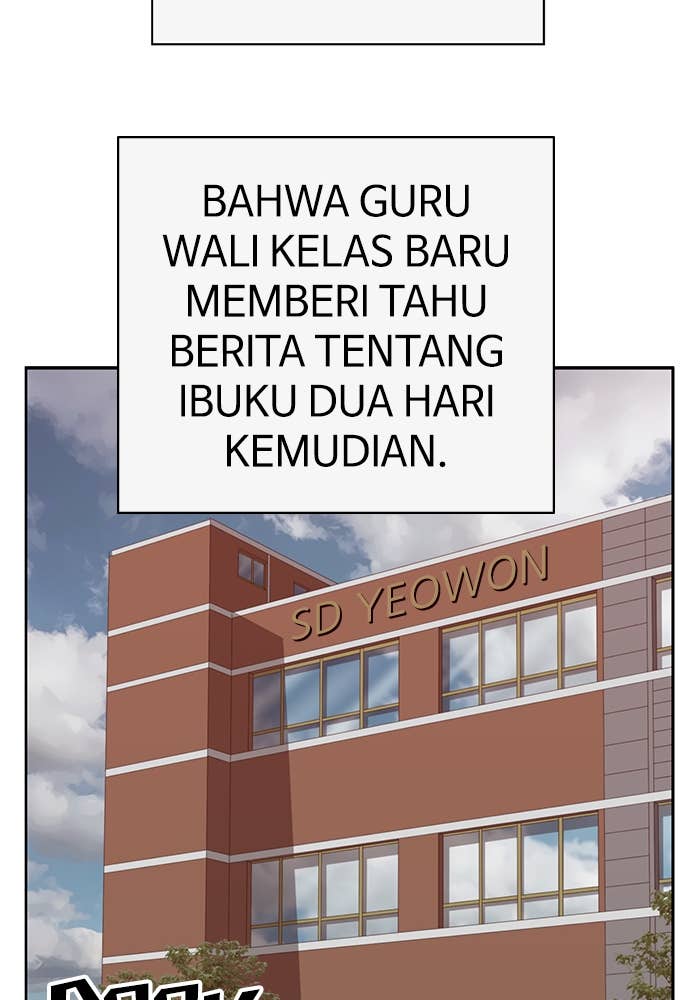 BAHWA GURU
WALI KELAS BARU
MEMBERI TAHU
BERITA TENTANG
IBUKU DUA HARI
KEMUDIAN.
SD YEOWON